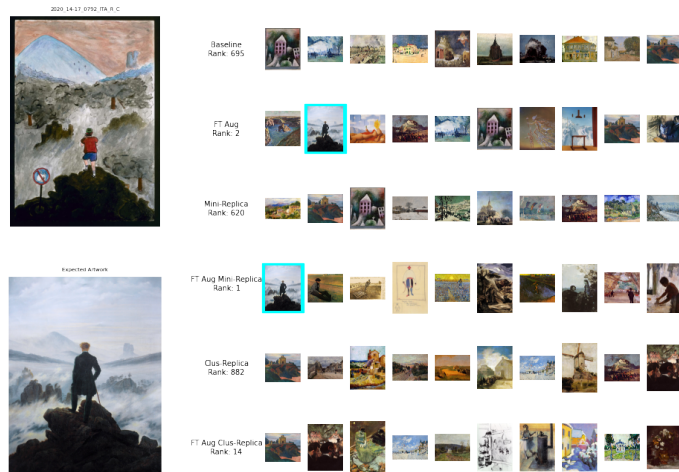 2020_14-17_0792_ITA_R_C
Baseline
Rank: 695
FT Aug
Rank: 2
Mini-Replica
Rank: 620
Expected Artwork
FT Aug Mini-Replica
Rank: 1
Clus-Replica
Rank: 882
FT Aug Clus-Replica
Rank: 14